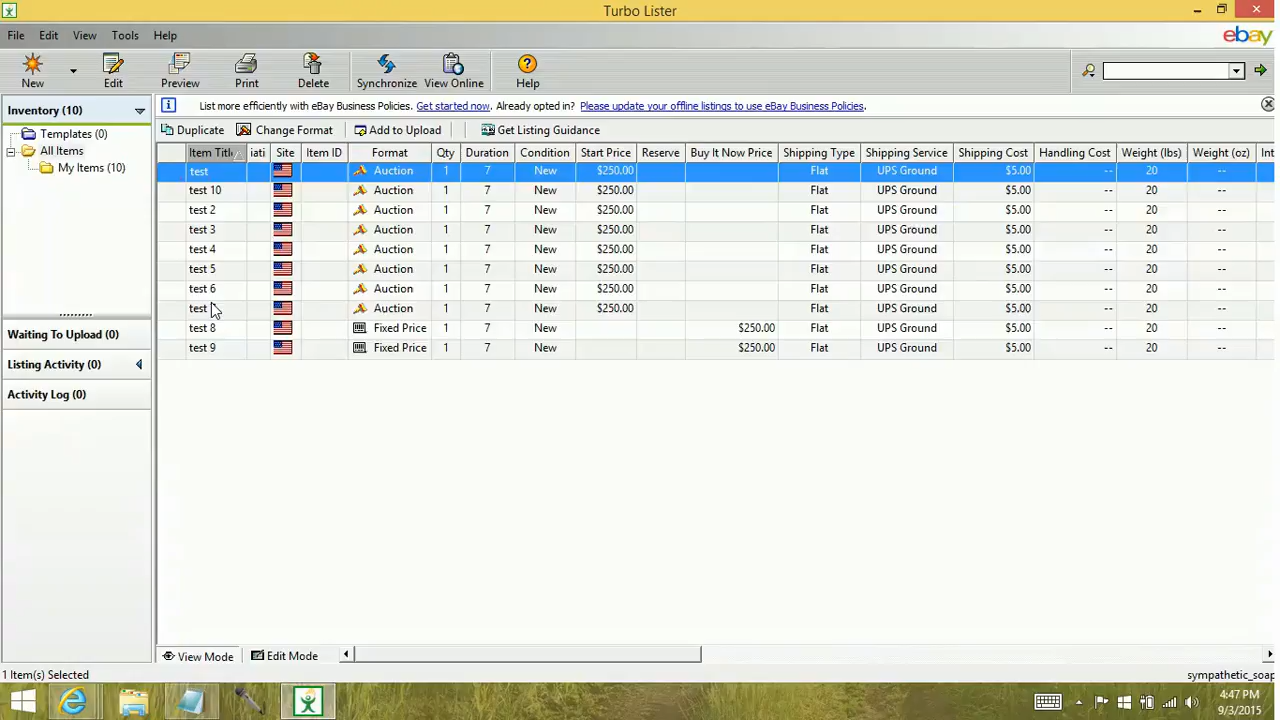 Turbo Lister
File Edit View Tools Help
ebay
New Edit Preview Print Delete Synchronize View Online Help
Inventory (10)
Templates (0)
All Items
My Items (10)
Waiting To Upload (0)
Listing Activity (0)
Activity Log (0)
List more efficiently with eBay Business Policies. Get started now. Already opted in? Please update your offline listings to use eBay Business Policies.
Duplicate Change Format Add to Upload Get Listing Guidance
Item Title iati Site Item ID Format Qty Duration Condition Start Price Reserve Buy It Now Price Shipping Type Shipping Service Shipping Cost Handling Cost Weight (lbs) Weight (oz) Int
test Auction 1 7 New $250.00 Flat UPS Ground $5.00 -- 20 --
test 10 Auction 1 7 New $250.00 Flat UPS Ground $5.00 -- 20 --
test 2 Auction 1 7 New $250.00 Flat UPS Ground $5.00 -- 20 --
test 3 Auction 1 7 New $250.00 Flat UPS Ground $5.00 -- 20 --
test 4 Auction 1 7 New $250.00 Flat UPS Ground $5.00 -- 20 --
test 5 Auction 1 7 New $250.00 Flat UPS Ground $5.00 -- 20 --
test 6 Auction 1 7 New $250.00 Flat UPS Ground $5.00 -- 20 --
test Auction 1 7 New $250.00 Flat UPS Ground $5.00 -- 20 --
test 8 Fixed Price 1 7 New $250.00 Flat UPS Ground $5.00 -- 20 --
test 9 Fixed Price 1 7 New $250.00 Flat UPS Ground $5.00 -- 20 --
View Mode Edit Mode
1 Item(s) Selected
sympathetic_soap
4:47 PM
9/3/2015